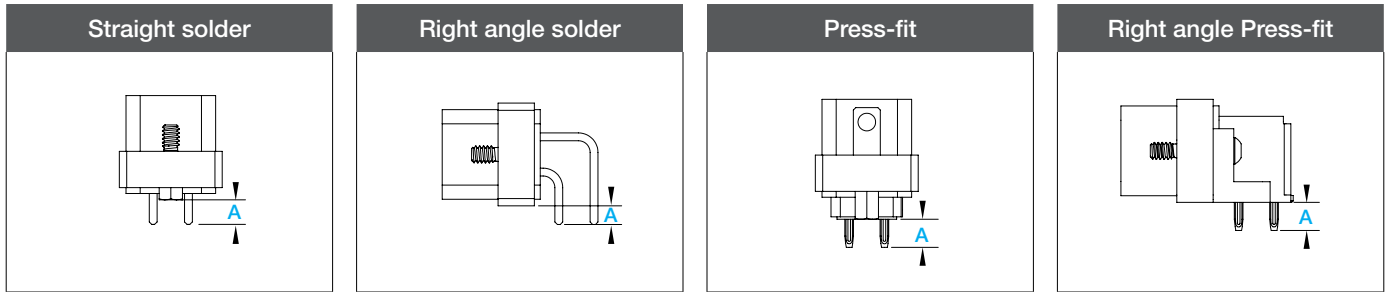 Straight solder
Right angle solder
Press-fit
Right angle Press-fit
A
A
A
A